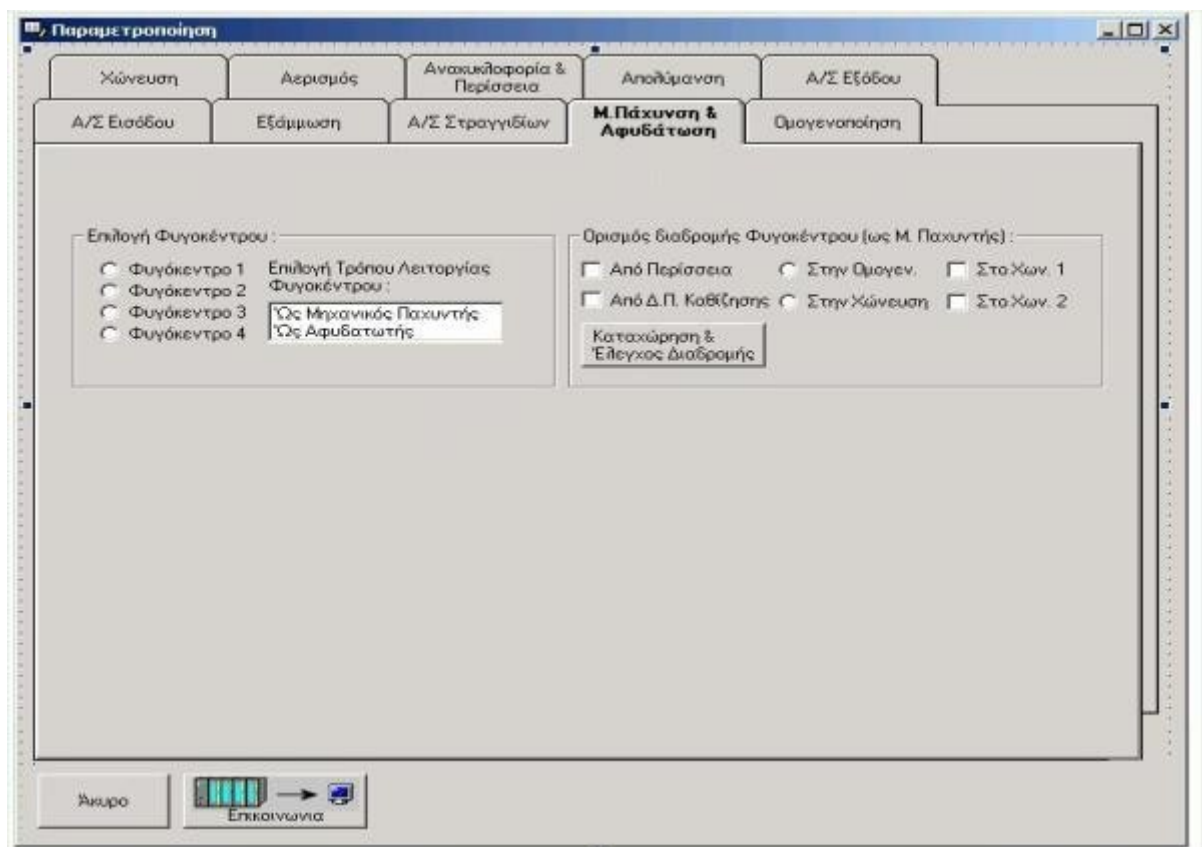 Παραμετροποίηση
Χώνευση
Αερισμός
Ανακυκλοφορία &
Περίσσεια
Απολύμανση
Α/Σ Εξόδου
Α/Σ Εισόδου
Εξάμμωση
Α/Σ Στραγγιδίων
Μ.Πάχυνση &
Αφυδάτωση
Ομογενοποίηση
Επιλογή Φυγοκέντρου :
Φυγόκεντρο 1
Φυγόκεντρο 2
Φυγόκεντρο 3
Φυγόκεντρο 4
Επιλογή Τρόπου Λειτοργίας
Φυγοκέντρου :
Ώς Μηχανικός Παχυντής
Ώς Αφυδατωτής
Ορισμός διαδρομής Φυγοκέντρου (ως Μ. Παχυντής) :
Από Περίσσεια
Στην Ομογεν.
Στο Χων. 1
Από Δ.Π. Καθίζησης
Στην Χώνευση
Στο Χων. 2
Καταχώρηση &
Έλεγχος Διαδρομής
Άκυρο
Επικοινωνία